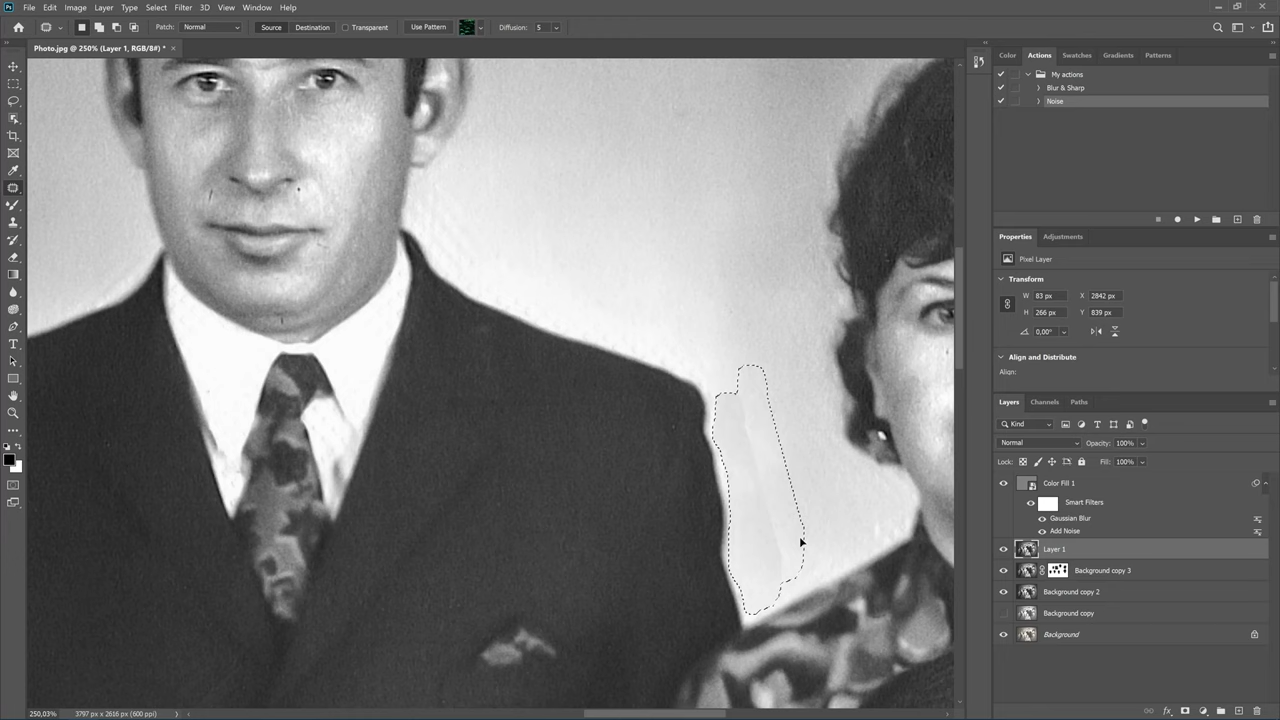 File Edit Image Layer Type Select Filter 3D View Window Help
Patch: Normal Source Destination Transparent Use Pattern Diffusion: 5
Photo.jpg @ 250% (Layer 1, RGB/8#) *
Color Actions Swatches Gradients Patterns
My actions
Blur & Sharp
Noise
Properties Adjustments
Pixel Layer
Transform
W 83 px X 2842 px
H 266 px Y 839 px
0,00°
Align and Distribute
Align:
Layers Channels Paths
Kind
Normal Opacity: 100%
Lock: Fill: 100%
Color Fill 1
Smart Filters
Gaussian Blur
Add Noise
Layer 1
Background copy 3
Background copy 2
Background copy
Background
250,03% 3797 px x 2616 px (600 ppi)